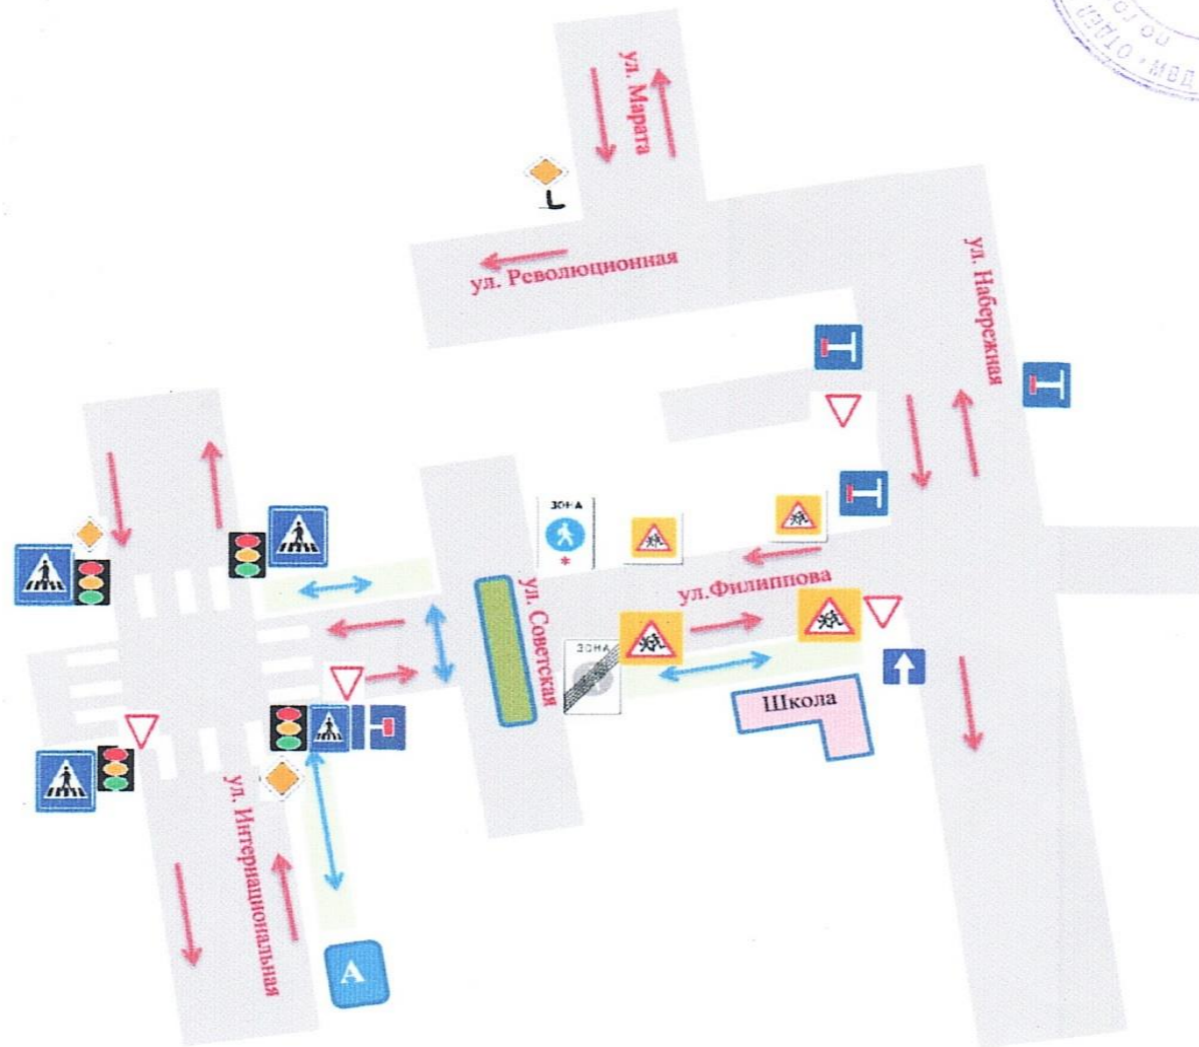 ул. Марата
ул. Революционная
ул. Набережная
ЗОНА
ул.Филиппова
ул. Советская
ЗОНА
Школа
ул. Интернациональная
А